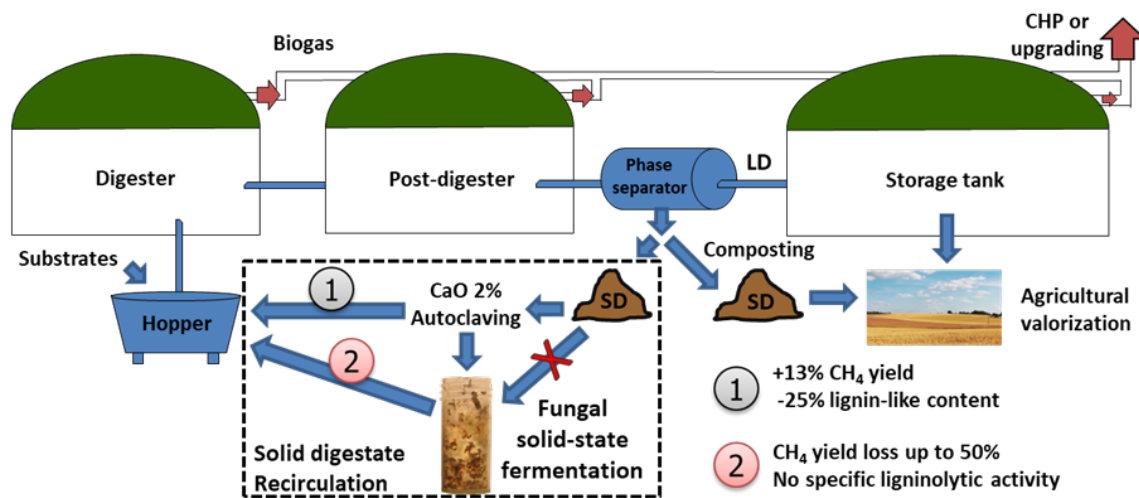 CHP or
upgrading
Biogas
Digester
Post-digester
Phase
separator
LD
Storage tank
Substrates
Hopper
1
CaO 2%
Autoclaving
SD
Composting
SD
Agricultural
valorization
2
Fungal
solid-state
fermentation
Solid digestate
Recirculation
1
+13% CH₄ yield
-25% lignin-like content
2
CH₄ yield loss up to 50%
No specific ligninolytic activity